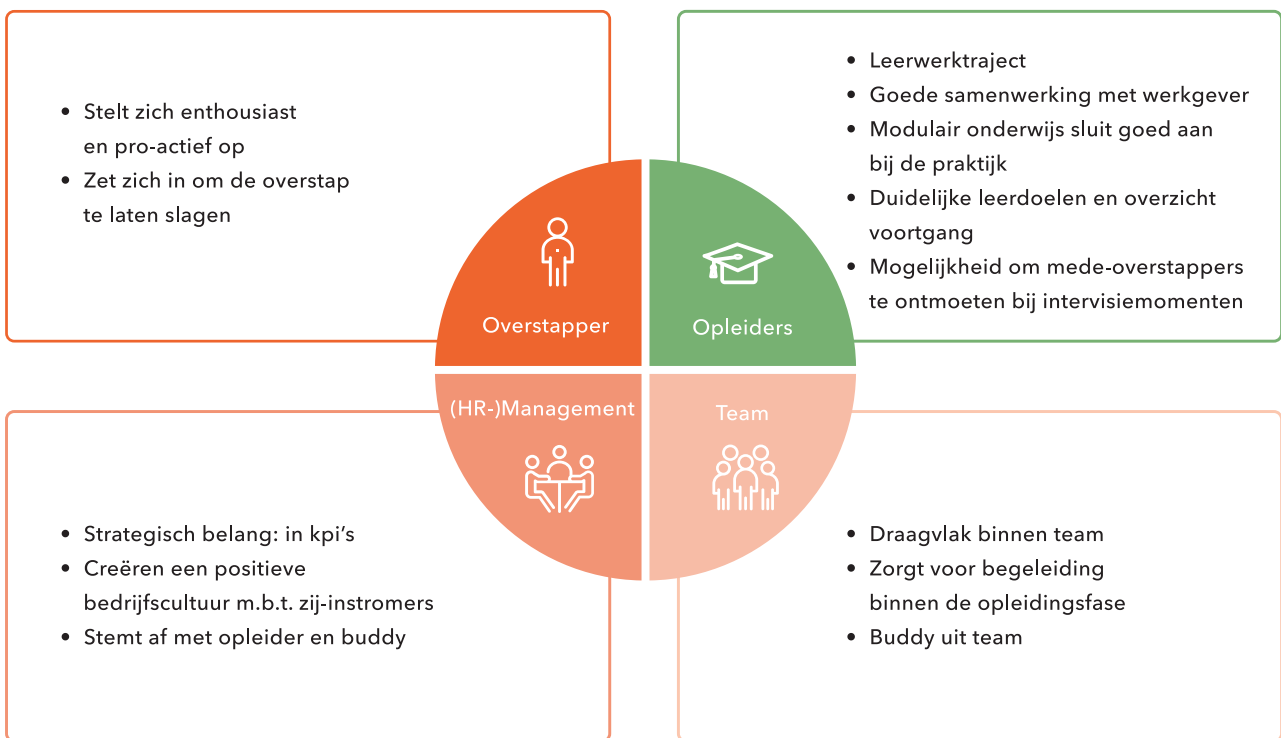 • Stelt zich enthousiast
en pro-actief op
• Zet zich in om de overstap
te laten slagen
Overstapper
• Leerwerktraject
• Goede samenwerking met werkgever
• Modulair onderwijs sluit goed aan
bij de praktijk
• Duidelijke leerdoelen en overzicht
voortgang
• Mogelijkheid om mede-overstappers
te ontmoeten bij intervisiemomenten
Opleiders
(HR-)Management
• Strategisch belang: in kpi’s
• Creëren een positieve
bedrijfscultuur m.b.t. zij-instromers
• Stemt af met opleider en buddy
Team
• Draagvlak binnen team
• Zorgt voor begeleiding
binnen de opleidingsfase
• Buddy uit team